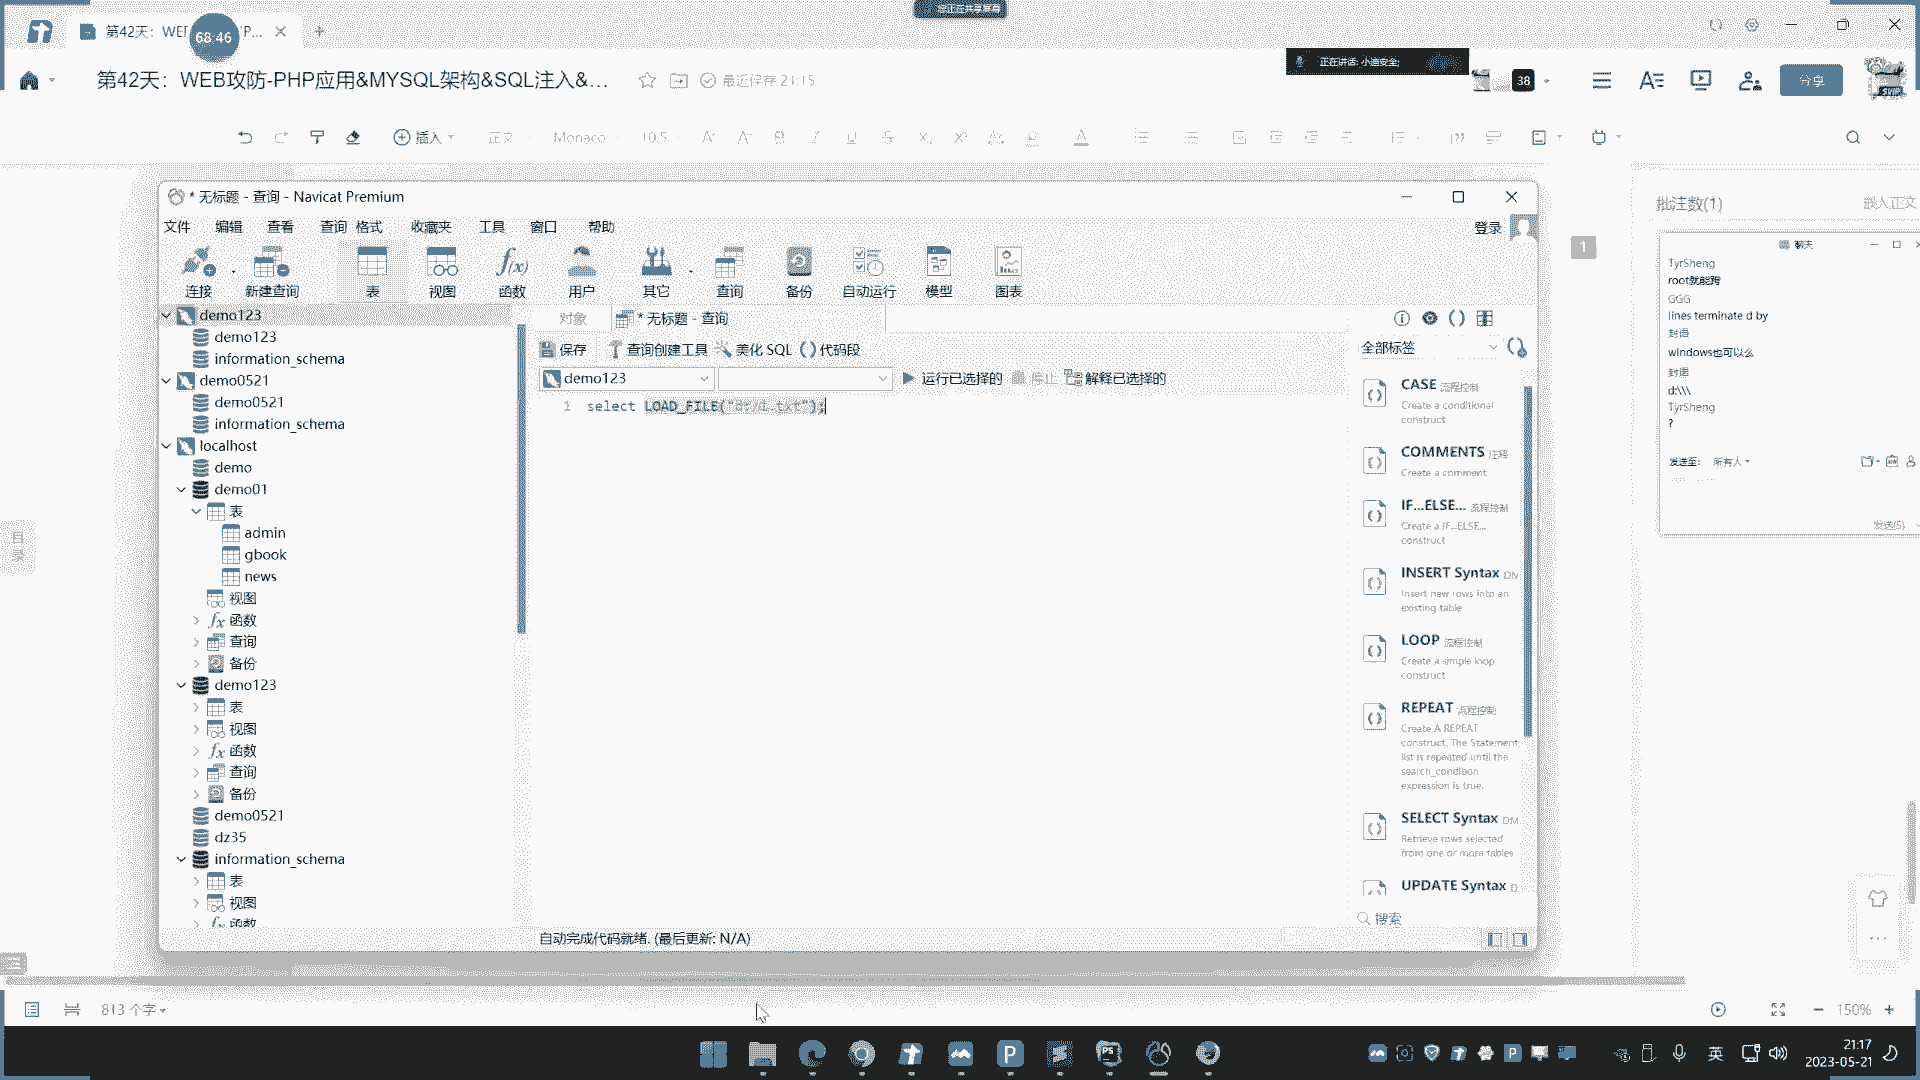 您正在共享屏幕
68:46
第42天：WE
P...
正在讲话: 小迪安全;
第42天：WEB攻防-PHP应用&MYSQL架构&SQL注入&...
最近保存 21:15
38
分享
插入
正文
Monaco
10.5
* 无标题 - 查询 - Navicat Premium
文件 编辑 查看 查询 格式 收藏夹 工具 窗口 帮助
登录
连接 新建查询 表 视图 函数 用户 其它 查询 备份 自动运行 模型 图表
demo123
demo123
information_schema
demo0521
demo0521
information_schema
localhost
demo
demo01
表
admin
gbook
news
视图
函数
查询
备份
demo123
表
视图
函数
查询
备份
demo0521
dz35
information_schema
表
视图
函数
对象
* 无标题 - 查询
保存 查询创建工具 美化 SQL 代码段
demo123
运行已选择的 停止 解释已选择的
1 select LOAD_FILE("d:/1.txt");
自动完成代码就绪. (最后更新: N/A)
全部标签
CASE 流程控制
Create a conditional
construct
COMMENTS 注释
Create a comment
IF...ELSE... 流程控制
Create a IF...ELSE...
construct
INSERT Syntax
Insert new rows into an
existing table
LOOP 流程控制
Create a simple loop
construct
REPEAT 流程控制
Create A REPEAT
construct. The Statement
list is repeated until the
search_condition
expression is true.
SELECT Syntax
Retrieve rows selected
from one or more tables
UPDATE Syntax
搜索
1
批注数(1)
嵌入正文
聊天
TyrSheng
root就能跨
GGG
lines terminate d by
封语
windows也可以么
封语
d:\\\
TyrSheng
?
发送至: 所有人
发送(S)
目录
813 个字
150%
英
21:17
2023-05-21